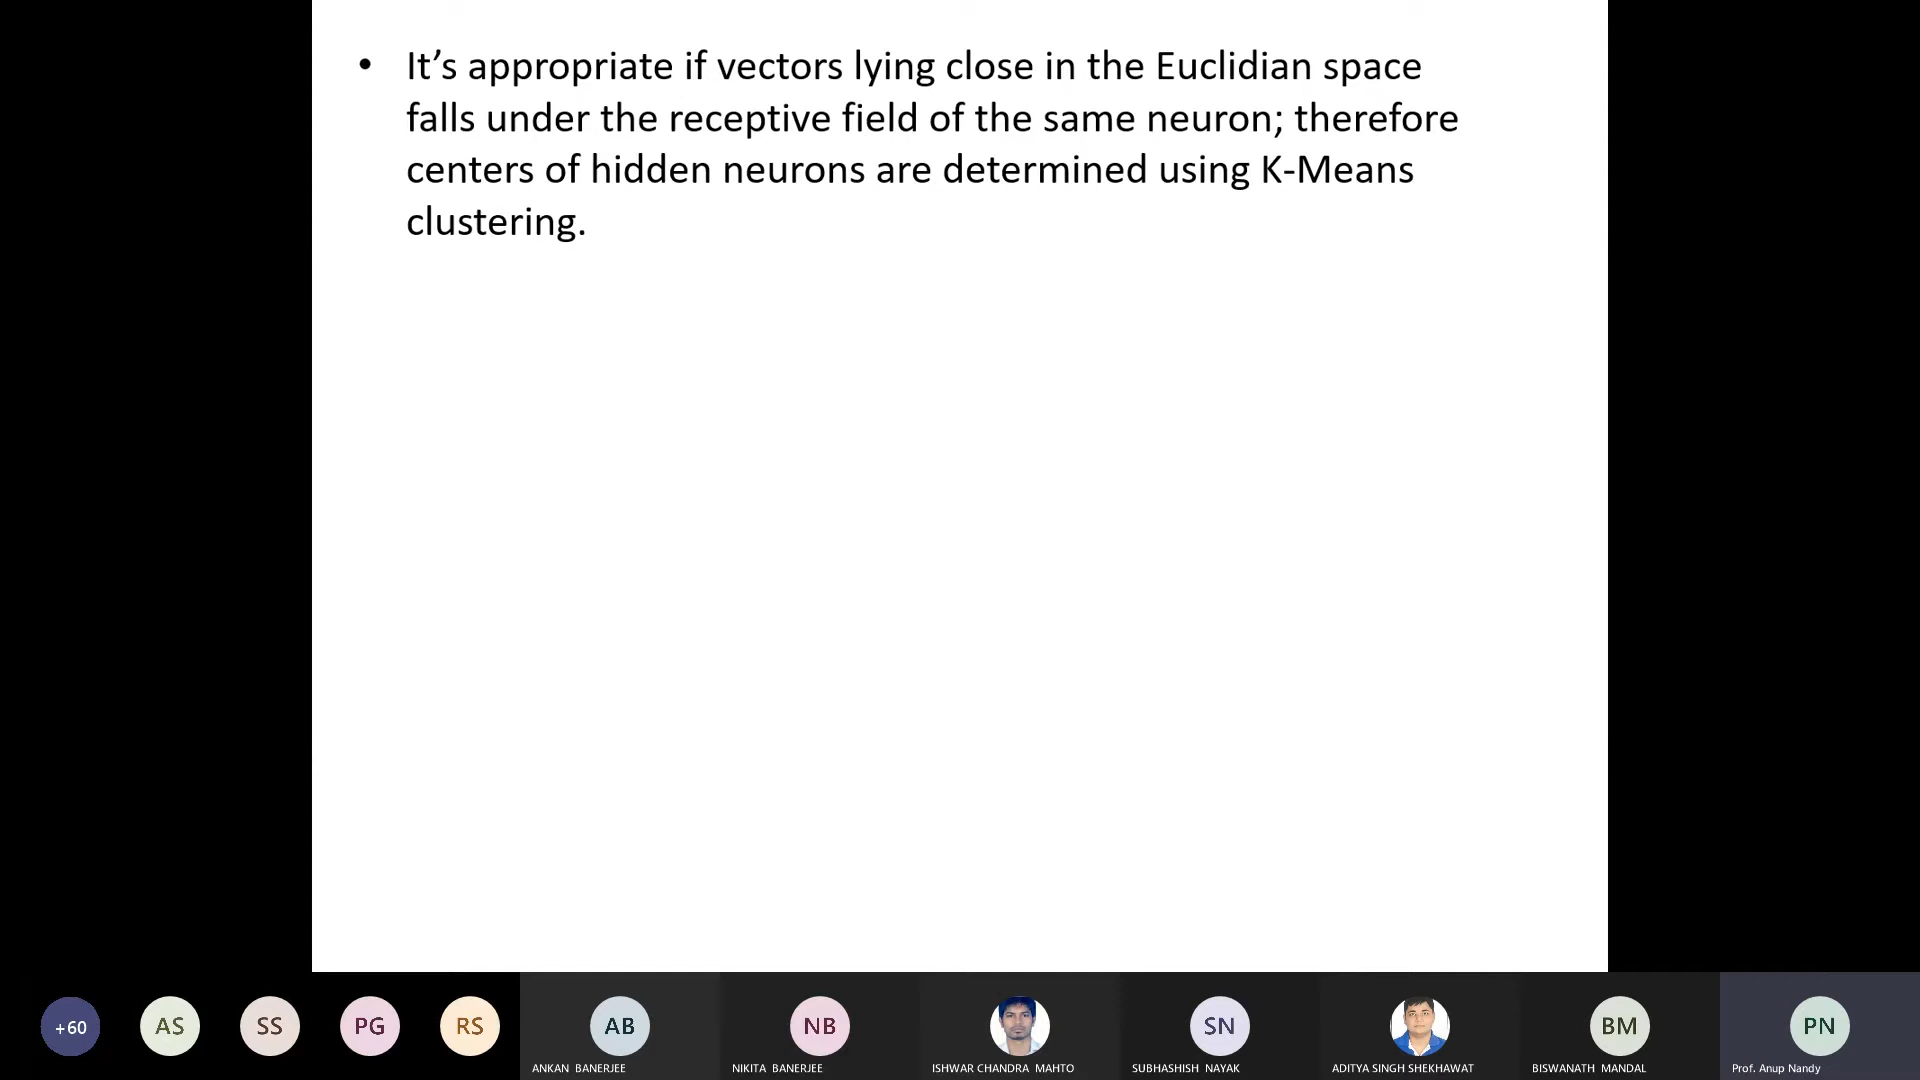 • It’s appropriate if vectors lying close in the Euclidian space
falls under the receptive field of the same neuron; therefore
centers of hidden neurons are determined using K-Means
clustering.
+60
AS
SS
PG
RS
AB
NB
SN
BM
PN
ANKAN BANERJEE
NIKITA BANERJEE
ISHWAR CHANDRA MAHTO
SUBHASHISH NAYAK
ADITYA SINGH SHEKHAWAT
BISWANATH MANDAL
Prof. Anup Nandy